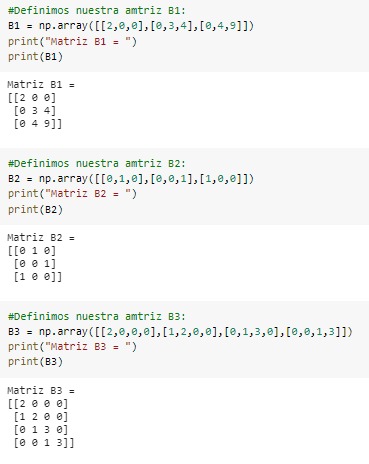 #Definimos nuestra amtriz B1:
B1 = np.array([[2,0,0],[0,3,4],[0,4,9]])
print("Matriz B1 = ")
print(B1)
Matriz B1 =
[[2 0 0]
 [0 3 4]
 [0 4 9]]
#Definimos nuestra amtriz B2:
B2 = np.array([[0,1,0],[0,0,1],[1,0,0]])
print("Matriz B2 = ")
print(B2)
Matriz B2 =
[[0 1 0]
 [0 0 1]
 [1 0 0]]
#Definimos nuestra amtriz B3:
B3 = np.array([[2,0,0,0],[1,2,0,0],[0,1,3,0],[0,0,1,3]])
print("Matriz B3 = ")
print(B3)
Matriz B3 =
[[2 0 0 0]
 [1 2 0 0]
 [0 1 3 0]
 [0 0 1 3]]